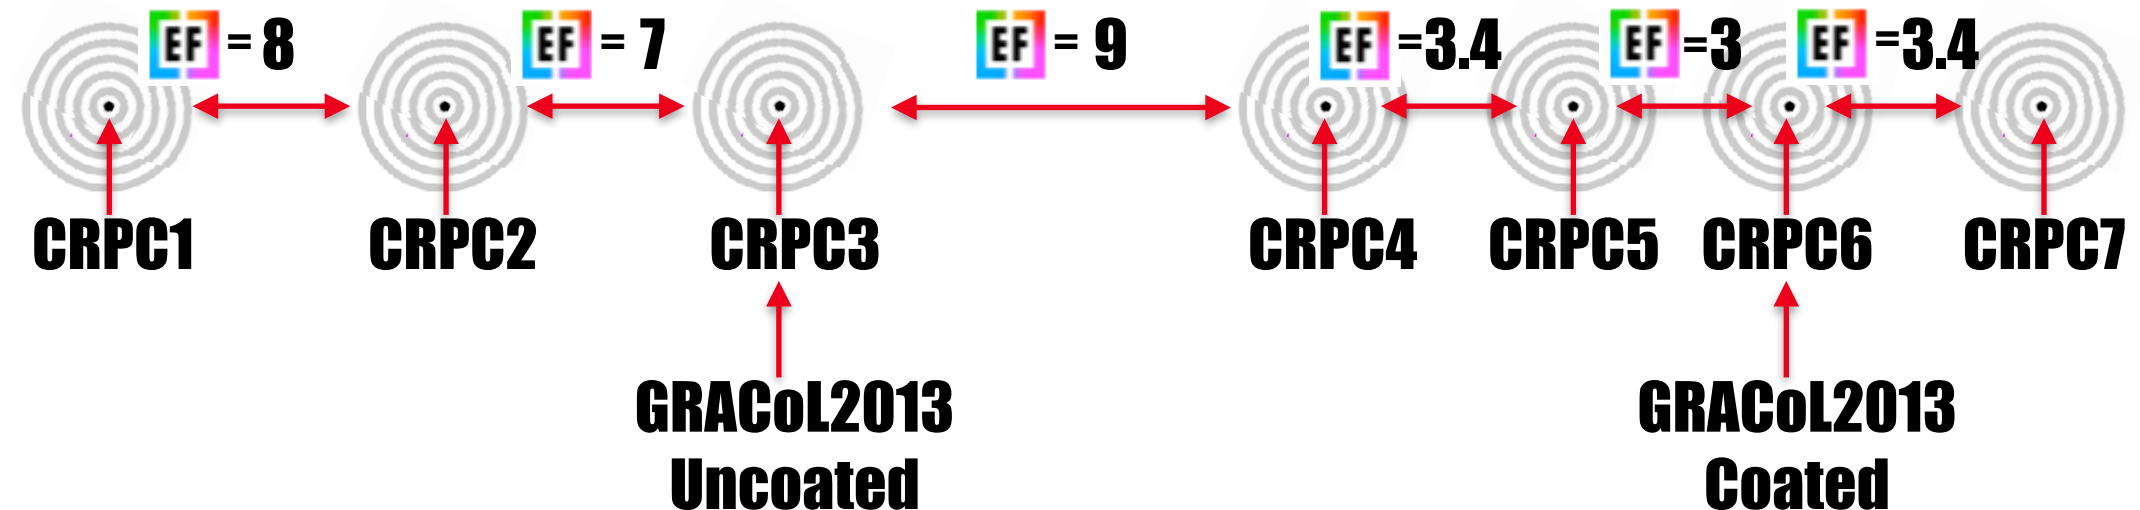 EF = 8 EF = 7 EF = 9 EF =3.4 EF =3 EF =3.4
CRPC1 CRPC2 CRPC3 CRPC4 CRPC5 CRPC6 CRPC7
GRACoL2013 GRACoL2013
Uncoated Coated